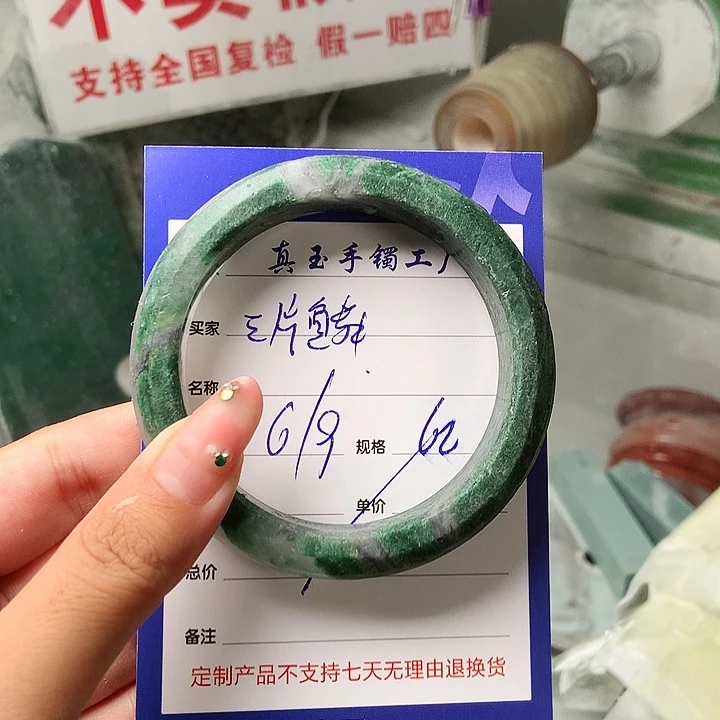 支持全国复检 假一赔四
真玉手镯工厂
买家 三片鱼鳞
名称
6/9 规格 62
单价
总价
备注
定制产品不支持七天无理由退换货